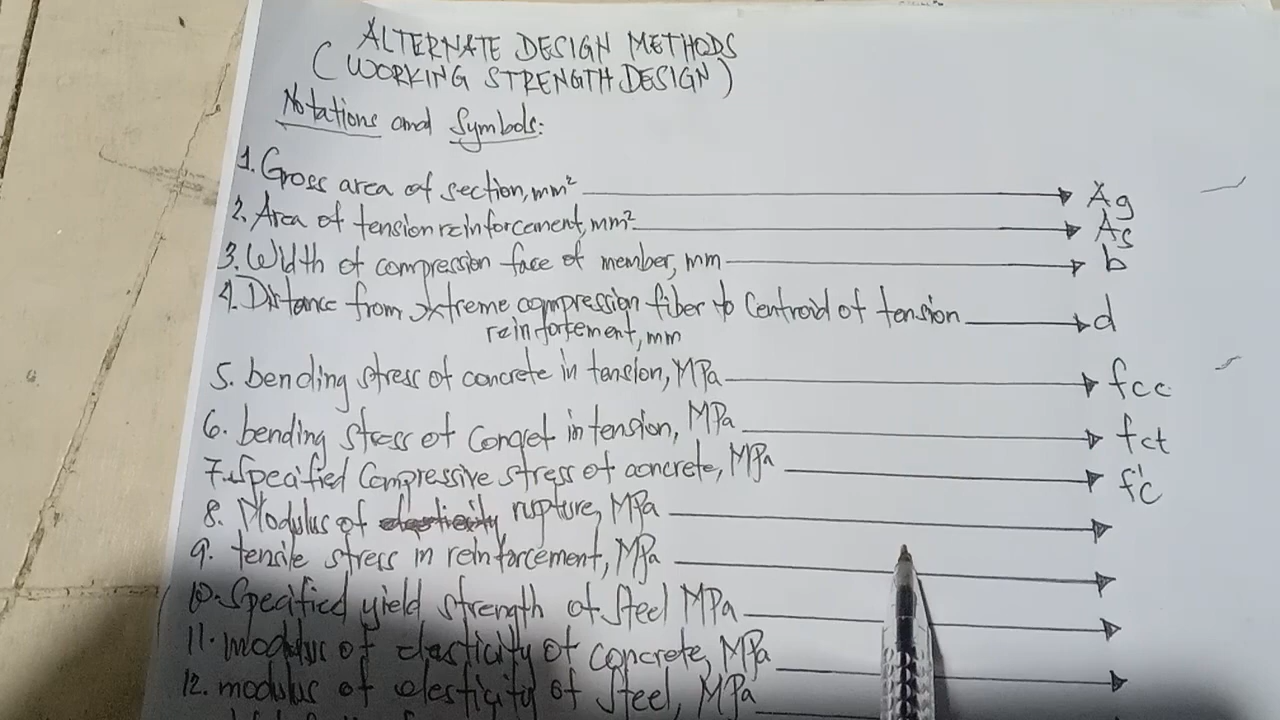 ALTERNATE DESIGN METHODS
(WORKING STRENGTH DESIGN)
Notations and Symbols:
1. Gross area of section, mm² Ag
2. Area of tension reinforcement, mm² As
3. Width of compression face of member, mm b
4. Distance from extreme compression fiber to Centroid of tension d
reinforcement, mm
5. bending stress of concrete in tension, MPa fcc
6. bending stress of in tension, MPa fct
7. Specified Compressive stress of concrete, MPa f'c
8. Modulus of rupture, MPa
9. tensile stress in reinforcement, MPa
10. Specified yield strength of Steel MPa
11. modulus of elasticity of concrete, MPa
12. modulus of elasticity of Steel, MPa